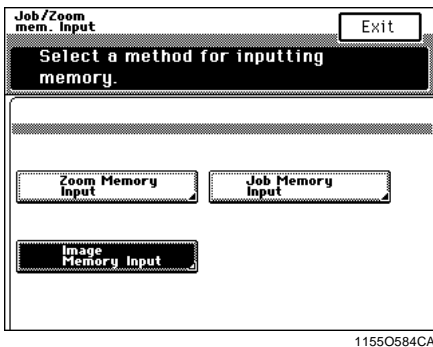 Job/Zoom
mem. Input
Exit
Select a method for inputting
memory.
Zoom Memory
Input
Job Memory
Input
Image
Memory Input
1155O584CA